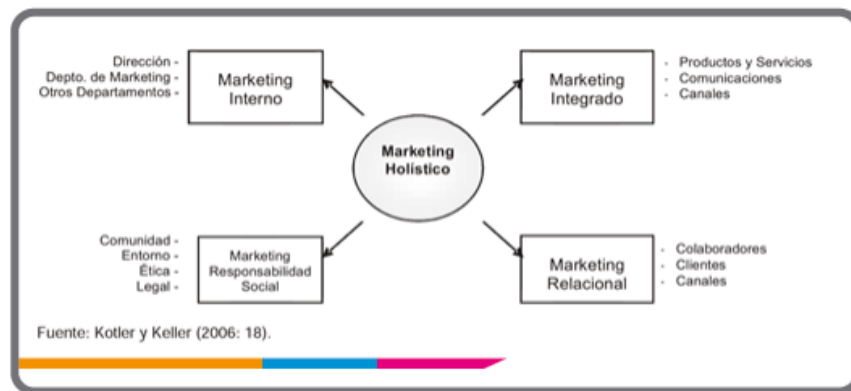 Dirección -
Depto. de Marketing -
Otros Departamentos -
Marketing
Interno
Marketing
Integrado
- Productos y Servicios
- Comunicaciones
- Canales
Marketing
Holístico
Comunidad -
Entorno -
Ética -
Legal -
Marketing
Responsabilidad
Social
Marketing
Relacional
- Colaboradores
- Clientes
- Canales
Fuente: Kotler y Keller (2006: 18).